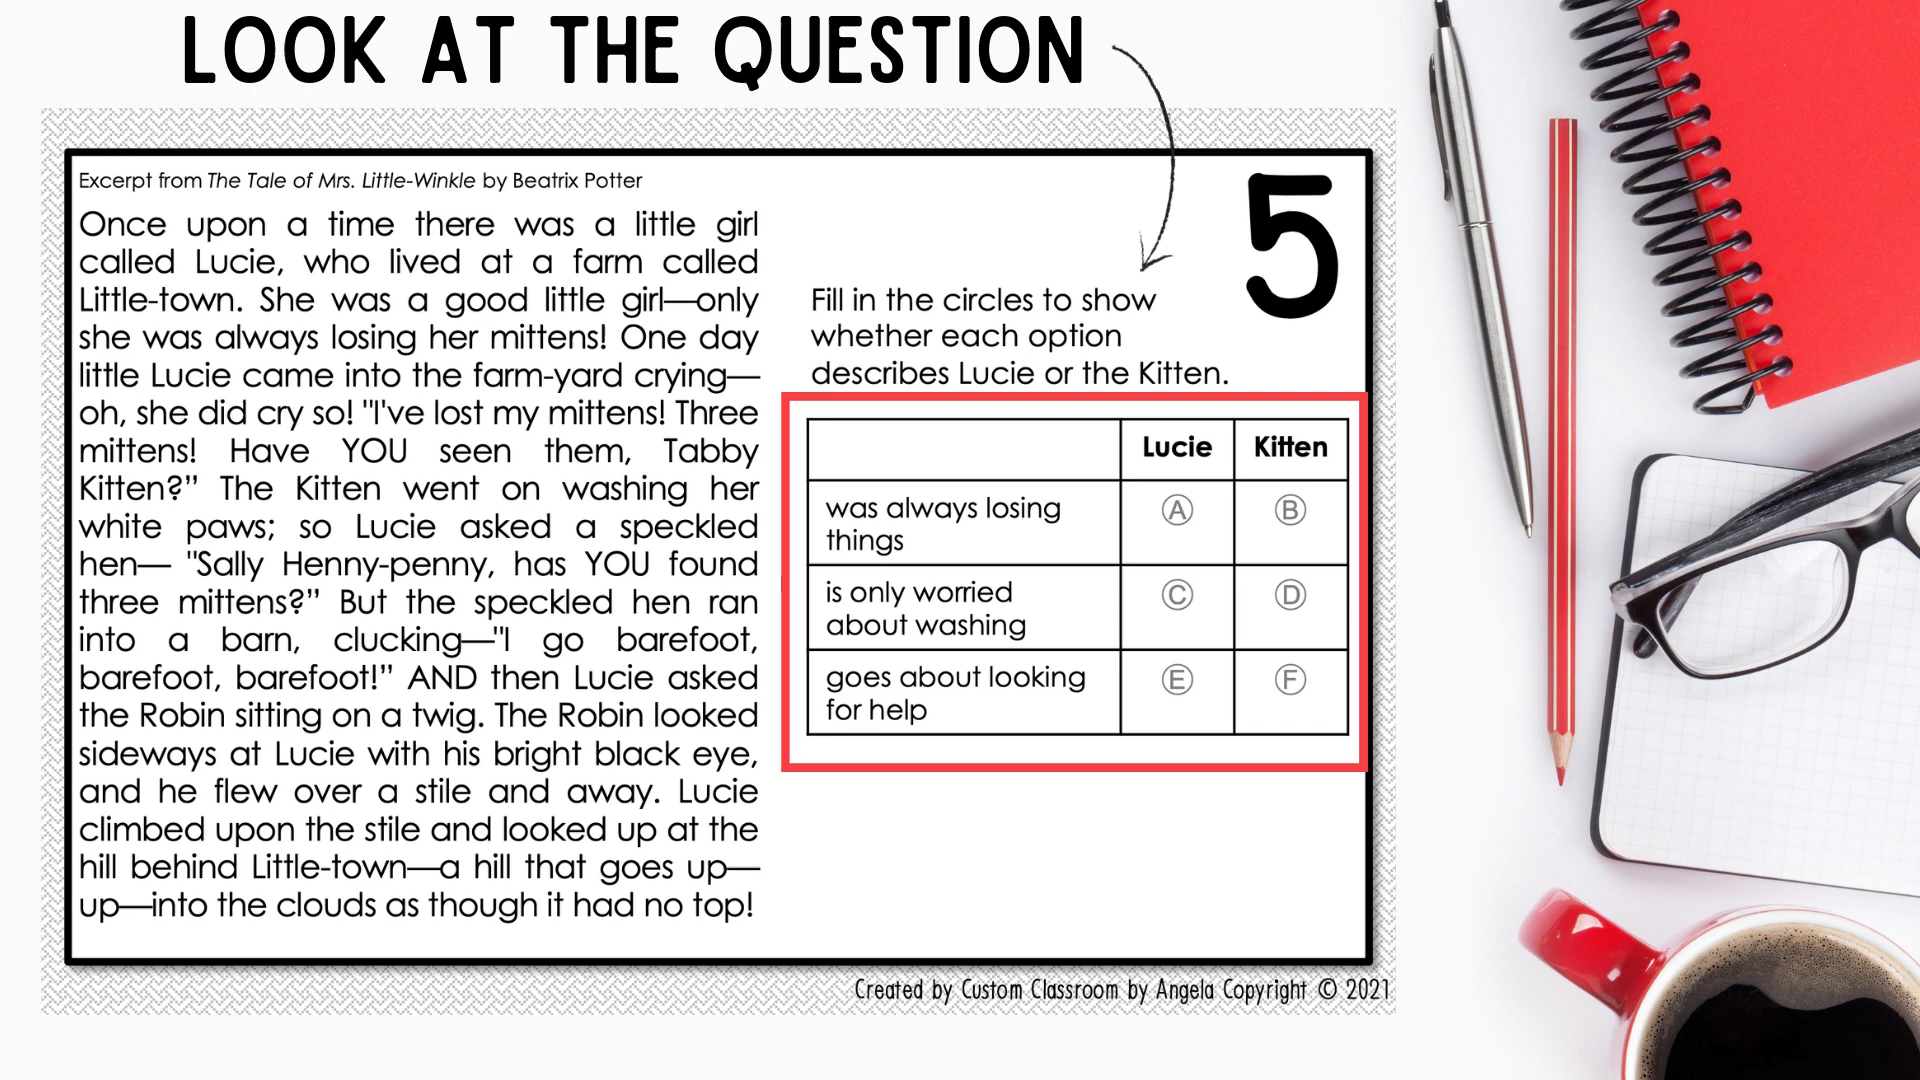 LOOK AT THE QUESTION
Excerpt from The Tale of Mrs. Little-Winkle by Beatrix Potter
Once upon a time there was a little girl
called Lucie, who lived at a farm called
Little-town. She was a good little girl—only
she was always losing her mittens! One day
little Lucie came into the farm-yard crying—
oh, she did cry so! "I've lost my mittens! Three
mittens! Have YOU seen them, Tabby
Kitten?” The Kitten went on washing her
white paws; so Lucie asked a speckled
hen— "Sally Henny-penny, has YOU found
three mittens?” But the speckled hen ran
into a barn, clucking—"I go barefoot,
barefoot, barefoot!” AND then Lucie asked
the Robin sitting on a twig. The Robin looked
sideways at Lucie with his bright black eye,
and he flew over a stile and away. Lucie
climbed upon the stile and looked up at the
hill behind Little-town—a hill that goes up—
up—into the clouds as though it had no top!
5
Fill in the circles to show
whether each option
describes Lucie or the Kitten.
Lucie Kitten
was always losing
things
A B
is only worried
about washing
C D
goes about looking
for help
E F
Created by Custom Classroom by Angela Copyright © 2021